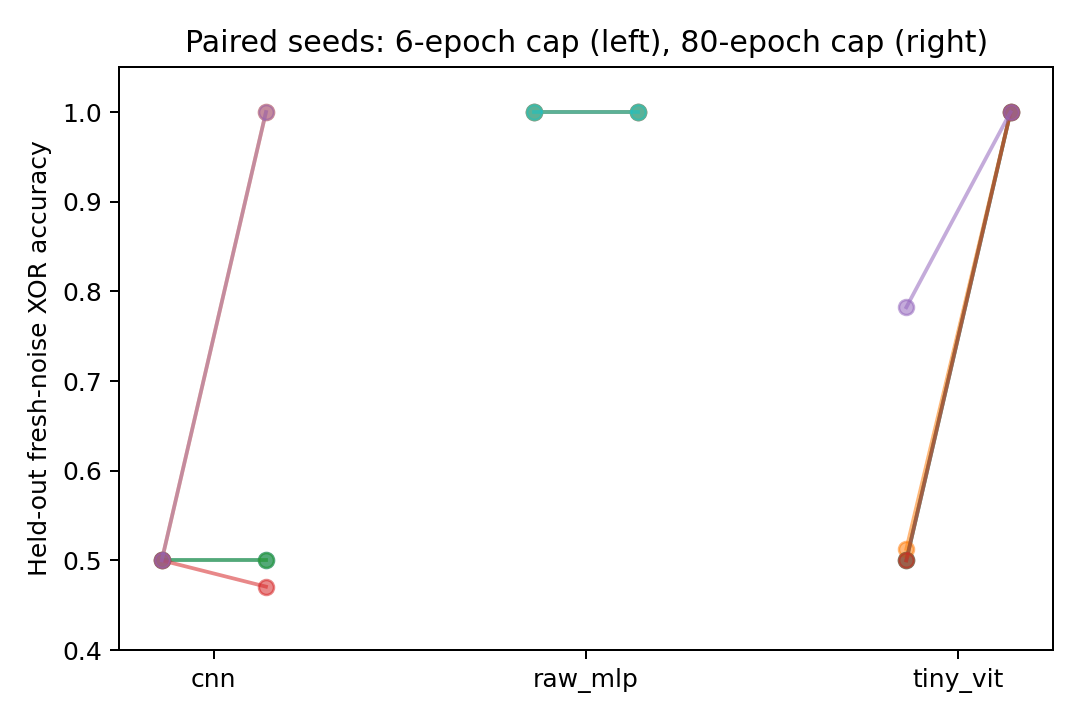 Paired seeds: 6-epoch cap (left), 80-epoch cap (right)
Held-out fresh-noise XOR accuracy
1.0
0.9
0.8
0.7
0.6
0.5
0.4
cnn
raw_mlp
tiny_vit